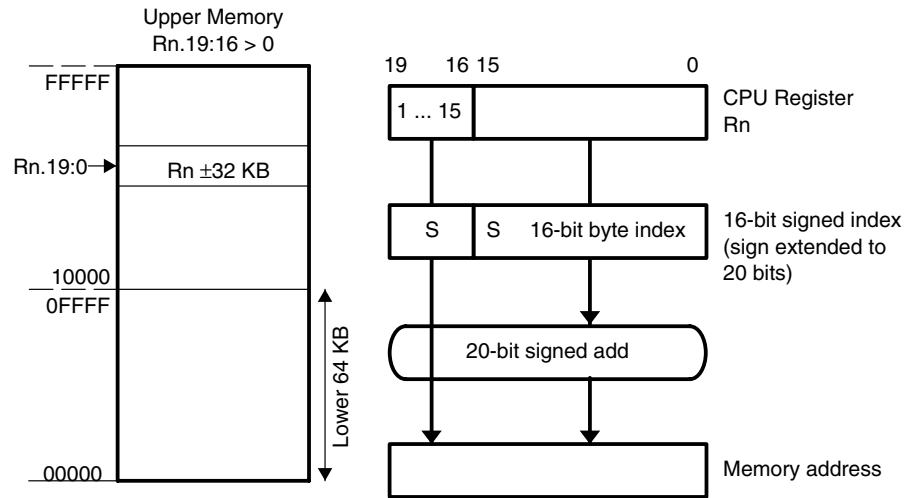 Upper Memory
Rn.19:16 > 0
FFFFF
Rn.19:0
Rn ±32 KB
10000
0FFFF
Lower 64 KB
00000
19 16 15 0
1 ... 15
CPU Register
Rn
S S 16-bit byte index
16-bit signed index
(sign extended to
20 bits)
20-bit signed add
Memory address